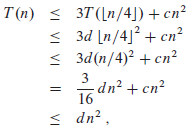 T(n) ≤ 3T(⌊n/4⌋) + cn²
≤ 3d ⌊n/4⌋² + cn²
≤ 3d(n/4)² + cn²
= 3/16 dn² + cn²
≤ dn² ,